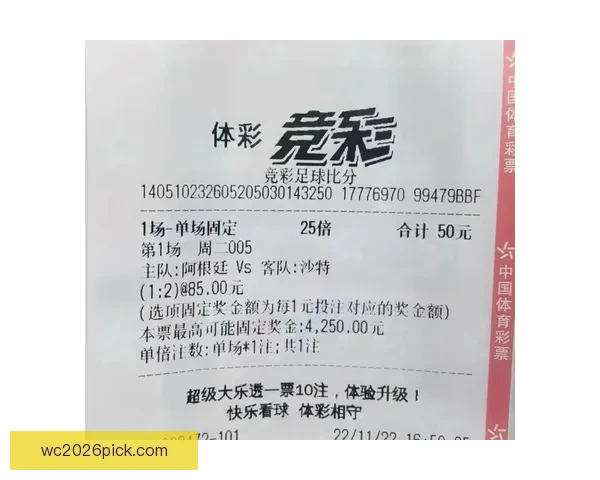 体彩 竞彩
竞彩足球比分
140510232605205030143250 17776970 99479BBF
1场-单场固定 25倍 合计 50元
第1场 周二005
主队:阿根廷 Vs 客队:沙特
(1:2)@85.00元
(选项固定奖金额为每1元投注对应的奖金额)
本票最高可能固定奖金:4,250.00元
单倍注数:单场*1注;共1注
超级大乐透一票10注，体验升级！
快乐看球 体彩相守
22/11/22
中国体育彩票
中国体育彩票
wc2026pick.com